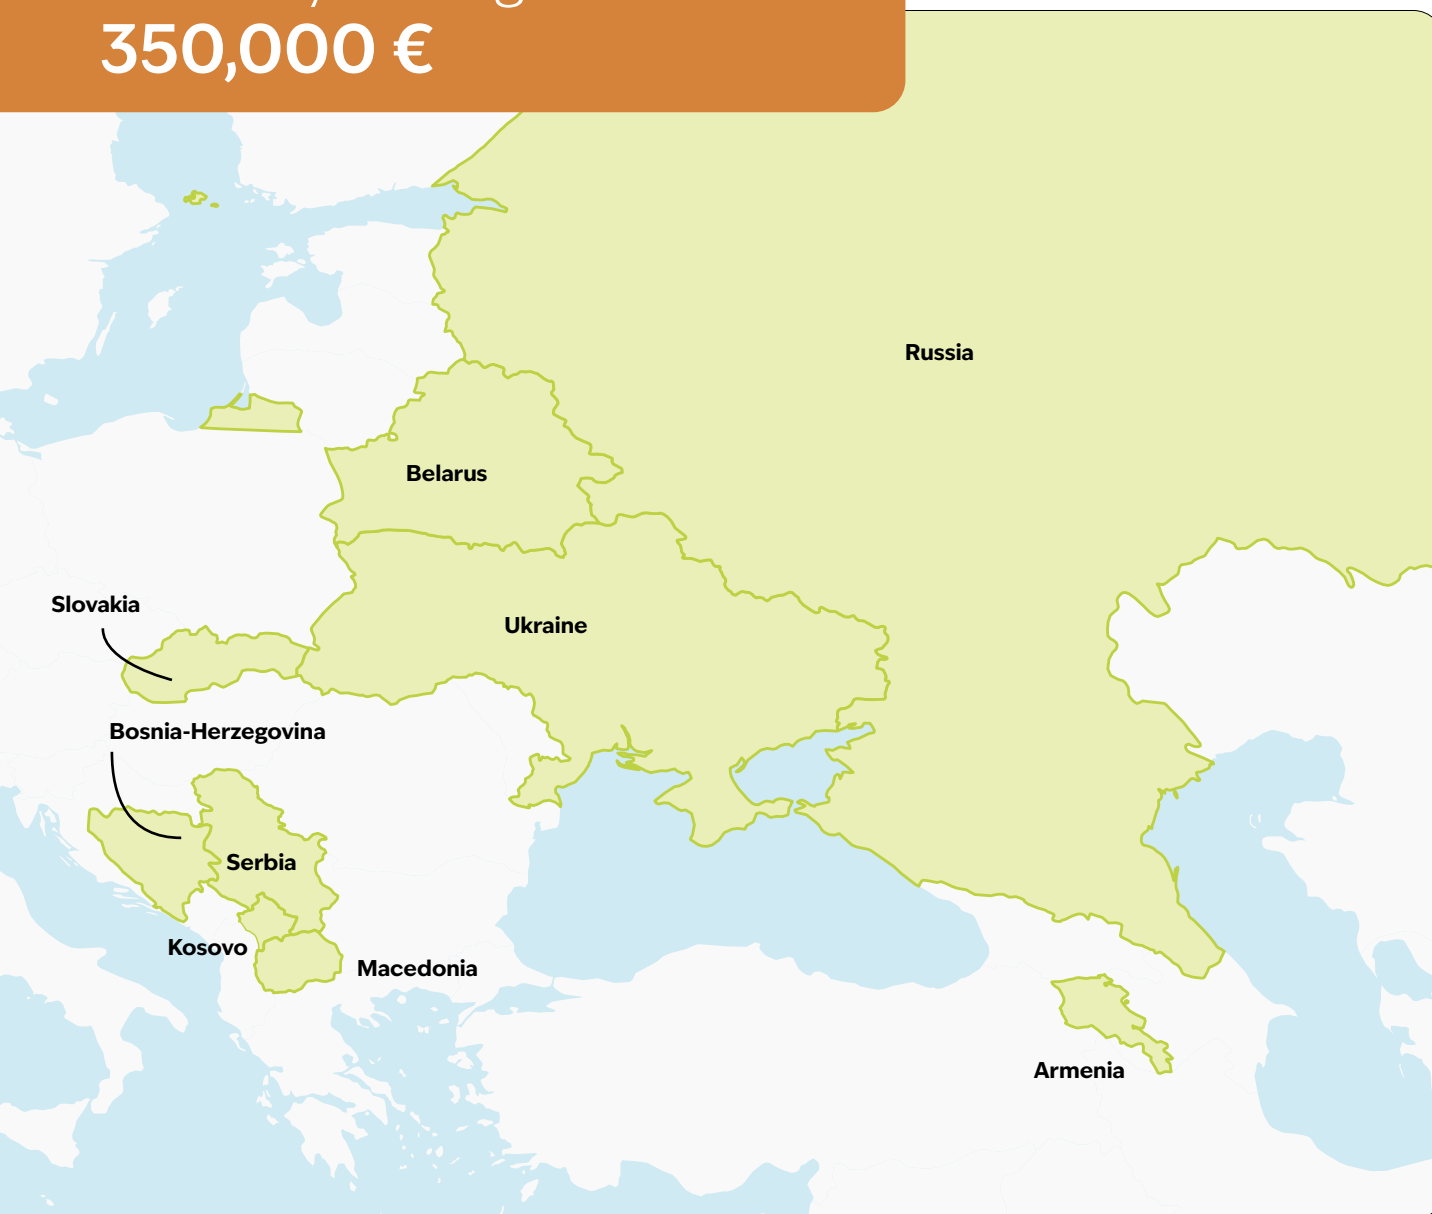 350,000 €
Russia
Belarus
Slovakia
Ukraine
Bosnia-Herzegovina
Serbia
Kosovo
Macedonia
Armenia